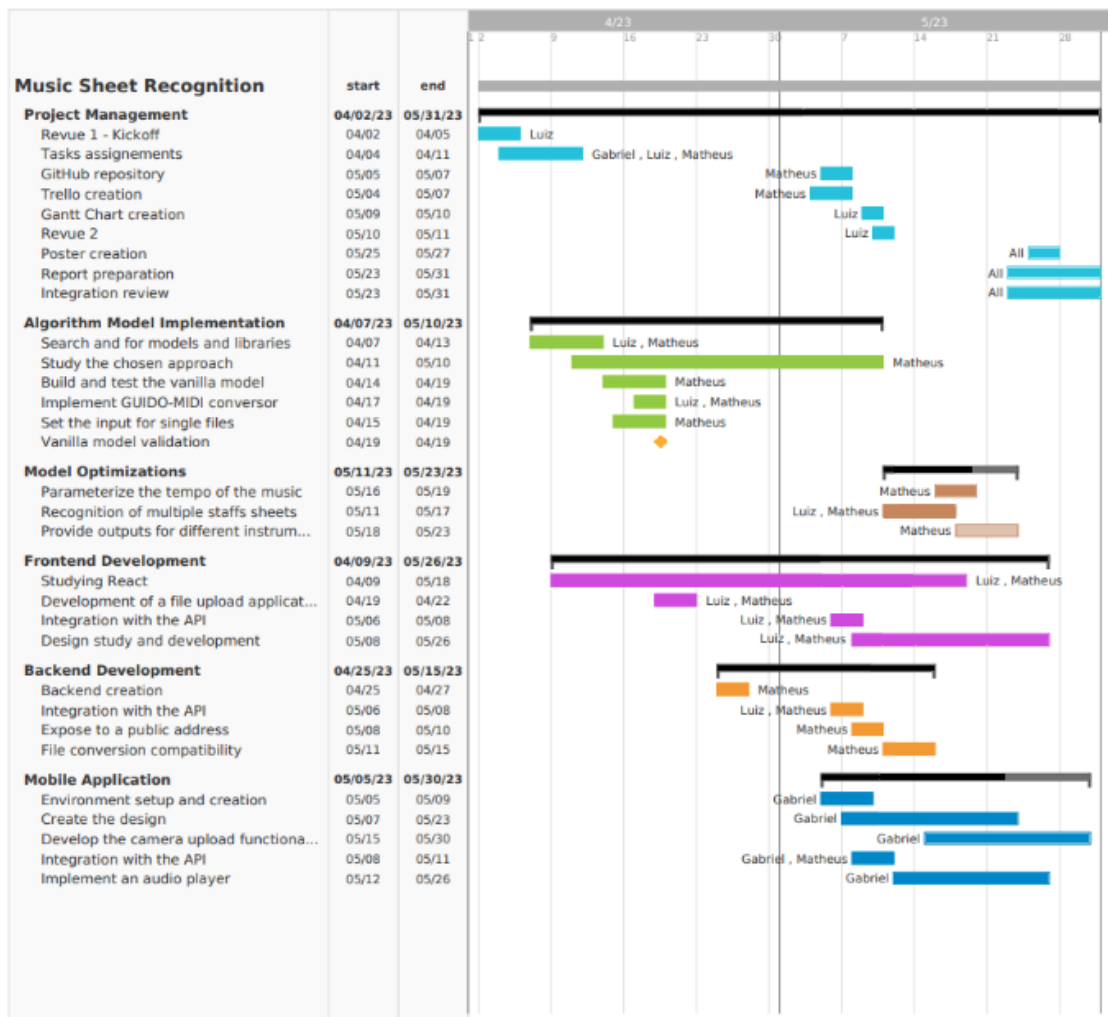 4/23 5/23
1 2 9 16 23 30 7 14 21 28
Music Sheet Recognition start end
Project Management 04/02/23 05/31/23
Revue 1 - Kickoff 04/02 04/05 Luiz
Tasks assignements 04/04 04/11 Gabriel , Luiz , Matheus
GitHub repository 05/05 05/07 Matheus
Trello creation 05/04 05/07 Matheus
Gantt Chart creation 05/09 05/10 Luiz
Revue 2 05/10 05/11 Luiz
Poster creation 05/25 05/27 All
Report preparation 05/23 05/31 All
Integration review 05/23 05/31 All
Algorithm Model Implementation 04/07/23 05/10/23
Search and for models and libraries 04/07 04/13 Luiz , Matheus
Study the chosen approach 04/11 05/10 Matheus
Build and test the vanilla model 04/14 04/19 Matheus
Implement GUIDO-MIDI conversor 04/17 04/19 Luiz , Matheus
Set the input for single files 04/15 04/19 Matheus
Vanilla model validation 04/19 04/19
Model Optimizations 05/11/23 05/23/23
Parameterize the tempo of the music 05/16 05/19 Matheus
Recognition of multiple staffs sheets 05/11 05/17 Luiz , Matheus
Provide outputs for different instrum... 05/18 05/23 Matheus
Frontend Development 04/09/23 05/26/23
Studying React 04/09 05/18 Luiz , Matheus
Development of a file upload applicat... 04/19 04/22 Luiz , Matheus
Integration with the API 05/06 05/08 Luiz , Matheus
Design study and development 05/08 05/26 Luiz , Matheus
Backend Development 04/25/23 05/15/23
Backend creation 04/25 04/27 Matheus
Integration with the API 05/06 05/08 Luiz , Matheus
Expose to a public address 05/08 05/10 Matheus
File conversion compatibility 05/11 05/15 Matheus
Mobile Application 05/05/23 05/30/23
Environment setup and creation 05/05 05/09 Gabriel
Create the design 05/07 05/23 Gabriel
Develop the camera upload functiona... 05/15 05/30 Gabriel
Integration with the API 05/08 05/11 Gabriel , Matheus
Implement an audio player 05/12 05/26 Gabriel